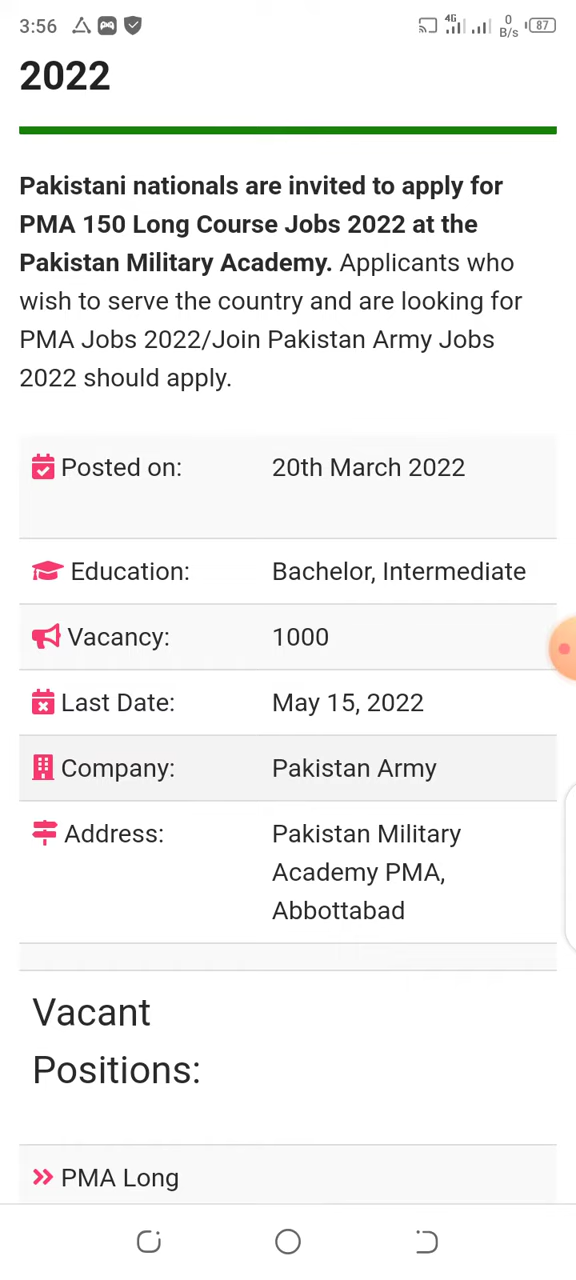 3:56
4G
0
B/s
87
2022
Pakistani nationals are invited to apply for
PMA 150 Long Course Jobs 2022 at the
Pakistan Military Academy. Applicants who
wish to serve the country and are looking for
PMA Jobs 2022/Join Pakistan Army Jobs
2022 should apply.
Posted on: 20th March 2022
Education: Bachelor, Intermediate
Vacancy: 1000
Last Date: May 15, 2022
Company: Pakistan Army
Address: Pakistan Military
Academy PMA,
Abbottabad
Vacant
Positions:
PMA Long